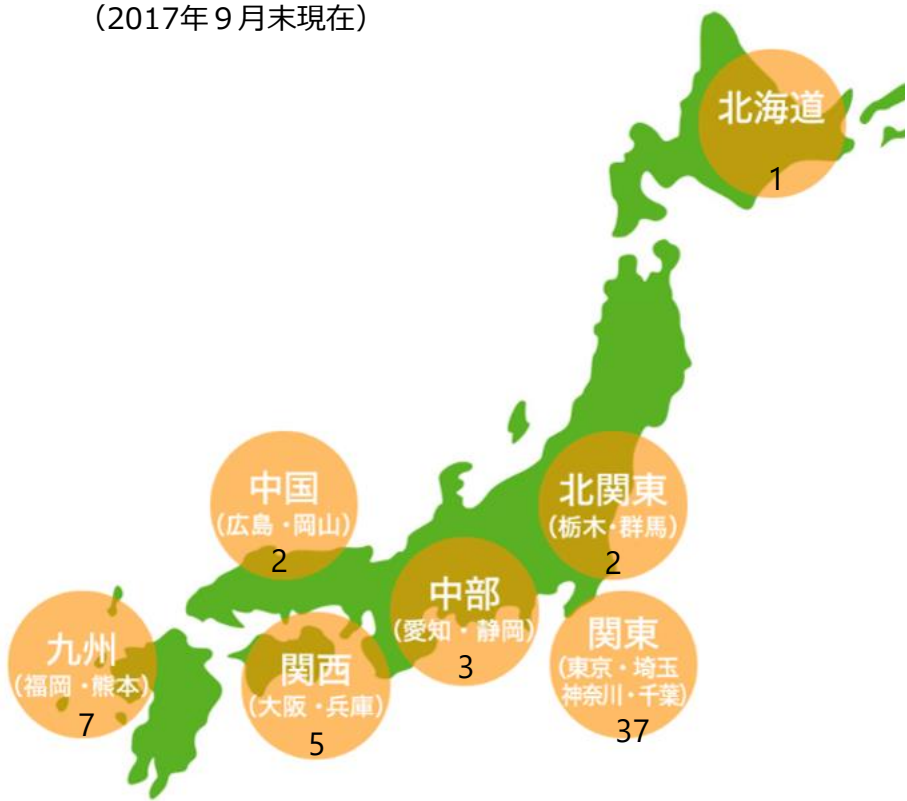 （2017年９月末現在）
北海道
1
中国
（広島・岡山）
2
北関東
（栃木・群馬）
2
中部
（愛知・静岡）
3
九州
（福岡・熊本）
7
関西
（大阪・兵庫）
5
関東
（東京・埼玉
神奈川・千葉）
37